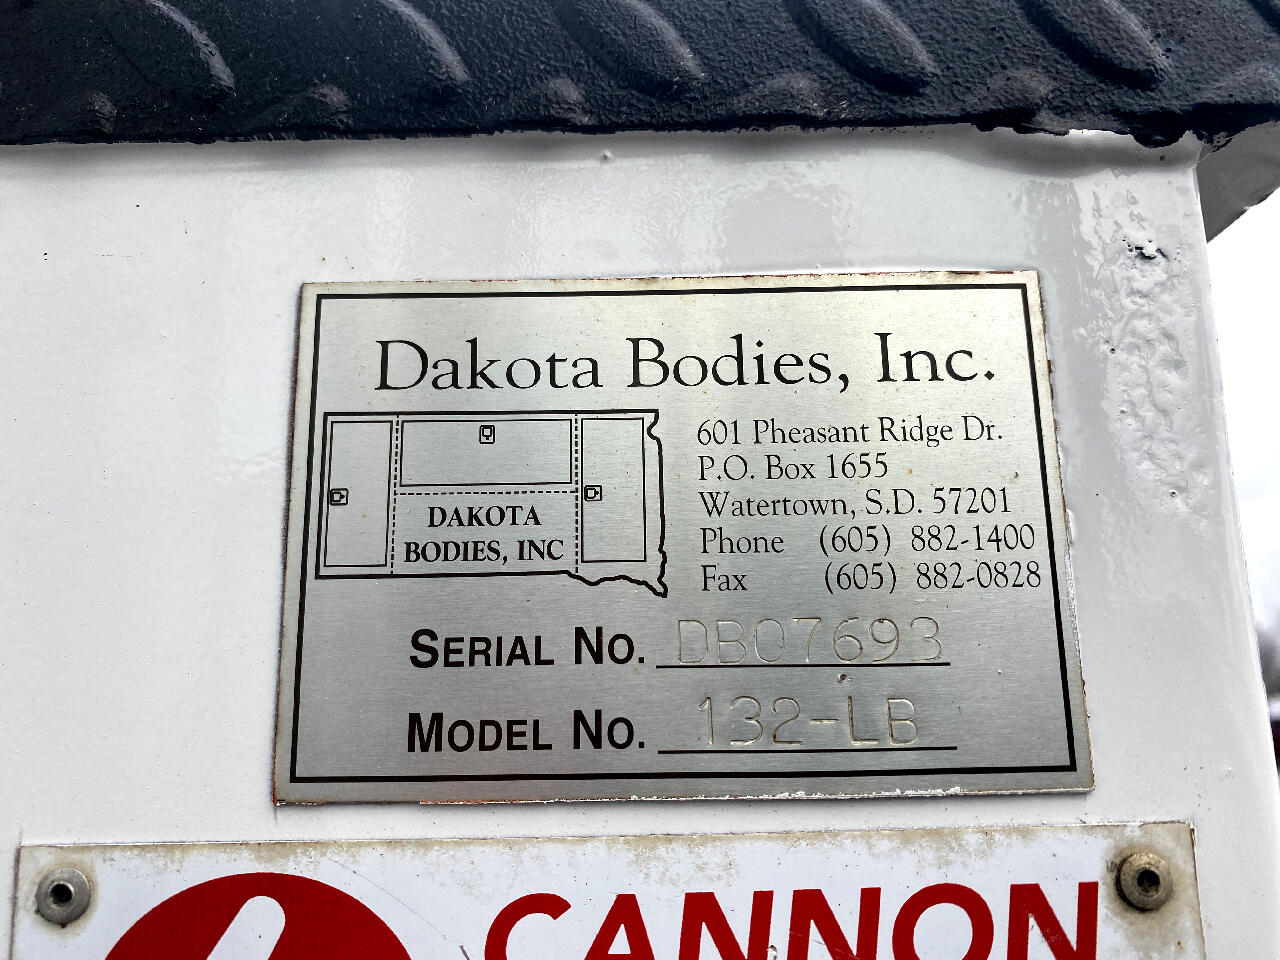 Dakota Bodies, Inc.
601 Pheasant Ridge Dr.
P.O. Box 1655
Watertown, S.D. 57201
Phone (605) 882-1400
Fax (605) 882-0828
DAKOTA
BODIES, INC
SERIAL NO. DB07693
MODEL NO. 132-LB
CANNON